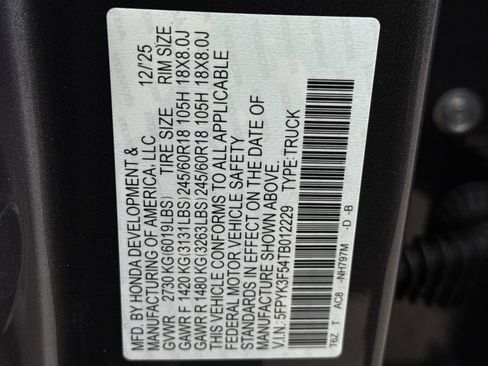 MFD. BY HONDA DEVELOPMENT &
MANUFACTURING OF AMERICA, LLC 12/'25
TIRE SIZE RIM SIZE
GVWR 2730 KG(6019LBS)
GAWR F 1420 KG(3131LBS) 245/60R18 105H 18X8.0J
GAWR R 1480 KG(3263LBS) 245/60R18 105H 18X8.0J
THIS VEHICLE CONFORMS TO ALL APPLICABLE
FEDERAL MOTOR VEHICLE SAFETY
STANDARDS IN EFFECT ON THE DATE OF
MANUFACTURE SHOWN ABOVE.
V.I.N: 5FPYK3F54TB012229 TYPE:TRUCK
T6Z T AC8 -NH797M -D -B